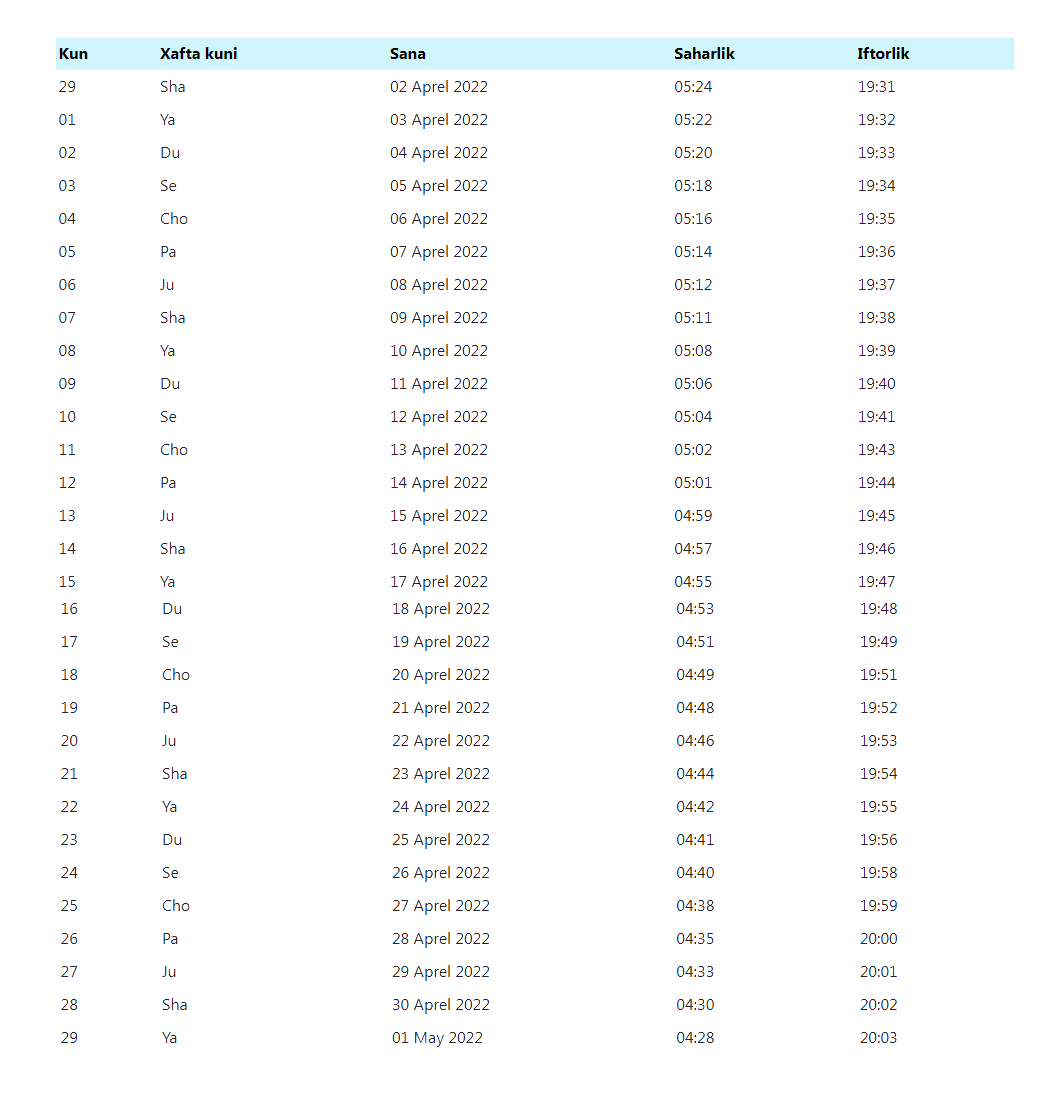 Kun Xafta kuni Sana Saharlik Iftorlik
29 Sha 02 Aprel 2022 05:24 19:31
01 Ya 03 Aprel 2022 05:22 19:32
02 Du 04 Aprel 2022 05:20 19:33
03 Se 05 Aprel 2022 05:18 19:34
04 Cho 06 Aprel 2022 05:16 19:35
05 Pa 07 Aprel 2022 05:14 19:36
06 Ju 08 Aprel 2022 05:12 19:37
07 Sha 09 Aprel 2022 05:11 19:38
08 Ya 10 Aprel 2022 05:08 19:39
09 Du 11 Aprel 2022 05:06 19:40
10 Se 12 Aprel 2022 05:04 19:41
11 Cho 13 Aprel 2022 05:02 19:43
12 Pa 14 Aprel 2022 05:01 19:44
13 Ju 15 Aprel 2022 04:59 19:45
14 Sha 16 Aprel 2022 04:57 19:46
15 Ya 17 Aprel 2022 04:55 19:47
16 Du 18 Aprel 2022 04:53 19:48
17 Se 19 Aprel 2022 04:51 19:49
18 Cho 20 Aprel 2022 04:49 19:51
19 Pa 21 Aprel 2022 04:48 19:52
20 Ju 22 Aprel 2022 04:46 19:53
21 Sha 23 Aprel 2022 04:44 19:54
22 Ya 24 Aprel 2022 04:42 19:55
23 Du 25 Aprel 2022 04:41 19:56
24 Se 26 Aprel 2022 04:40 19:58
25 Cho 27 Aprel 2022 04:38 19:59
26 Pa 28 Aprel 2022 04:35 20:00
27 Ju 29 Aprel 2022 04:33 20:01
28 Sha 30 Aprel 2022 04:30 20:02
29 Ya 01 May 2022 04:28 20:03